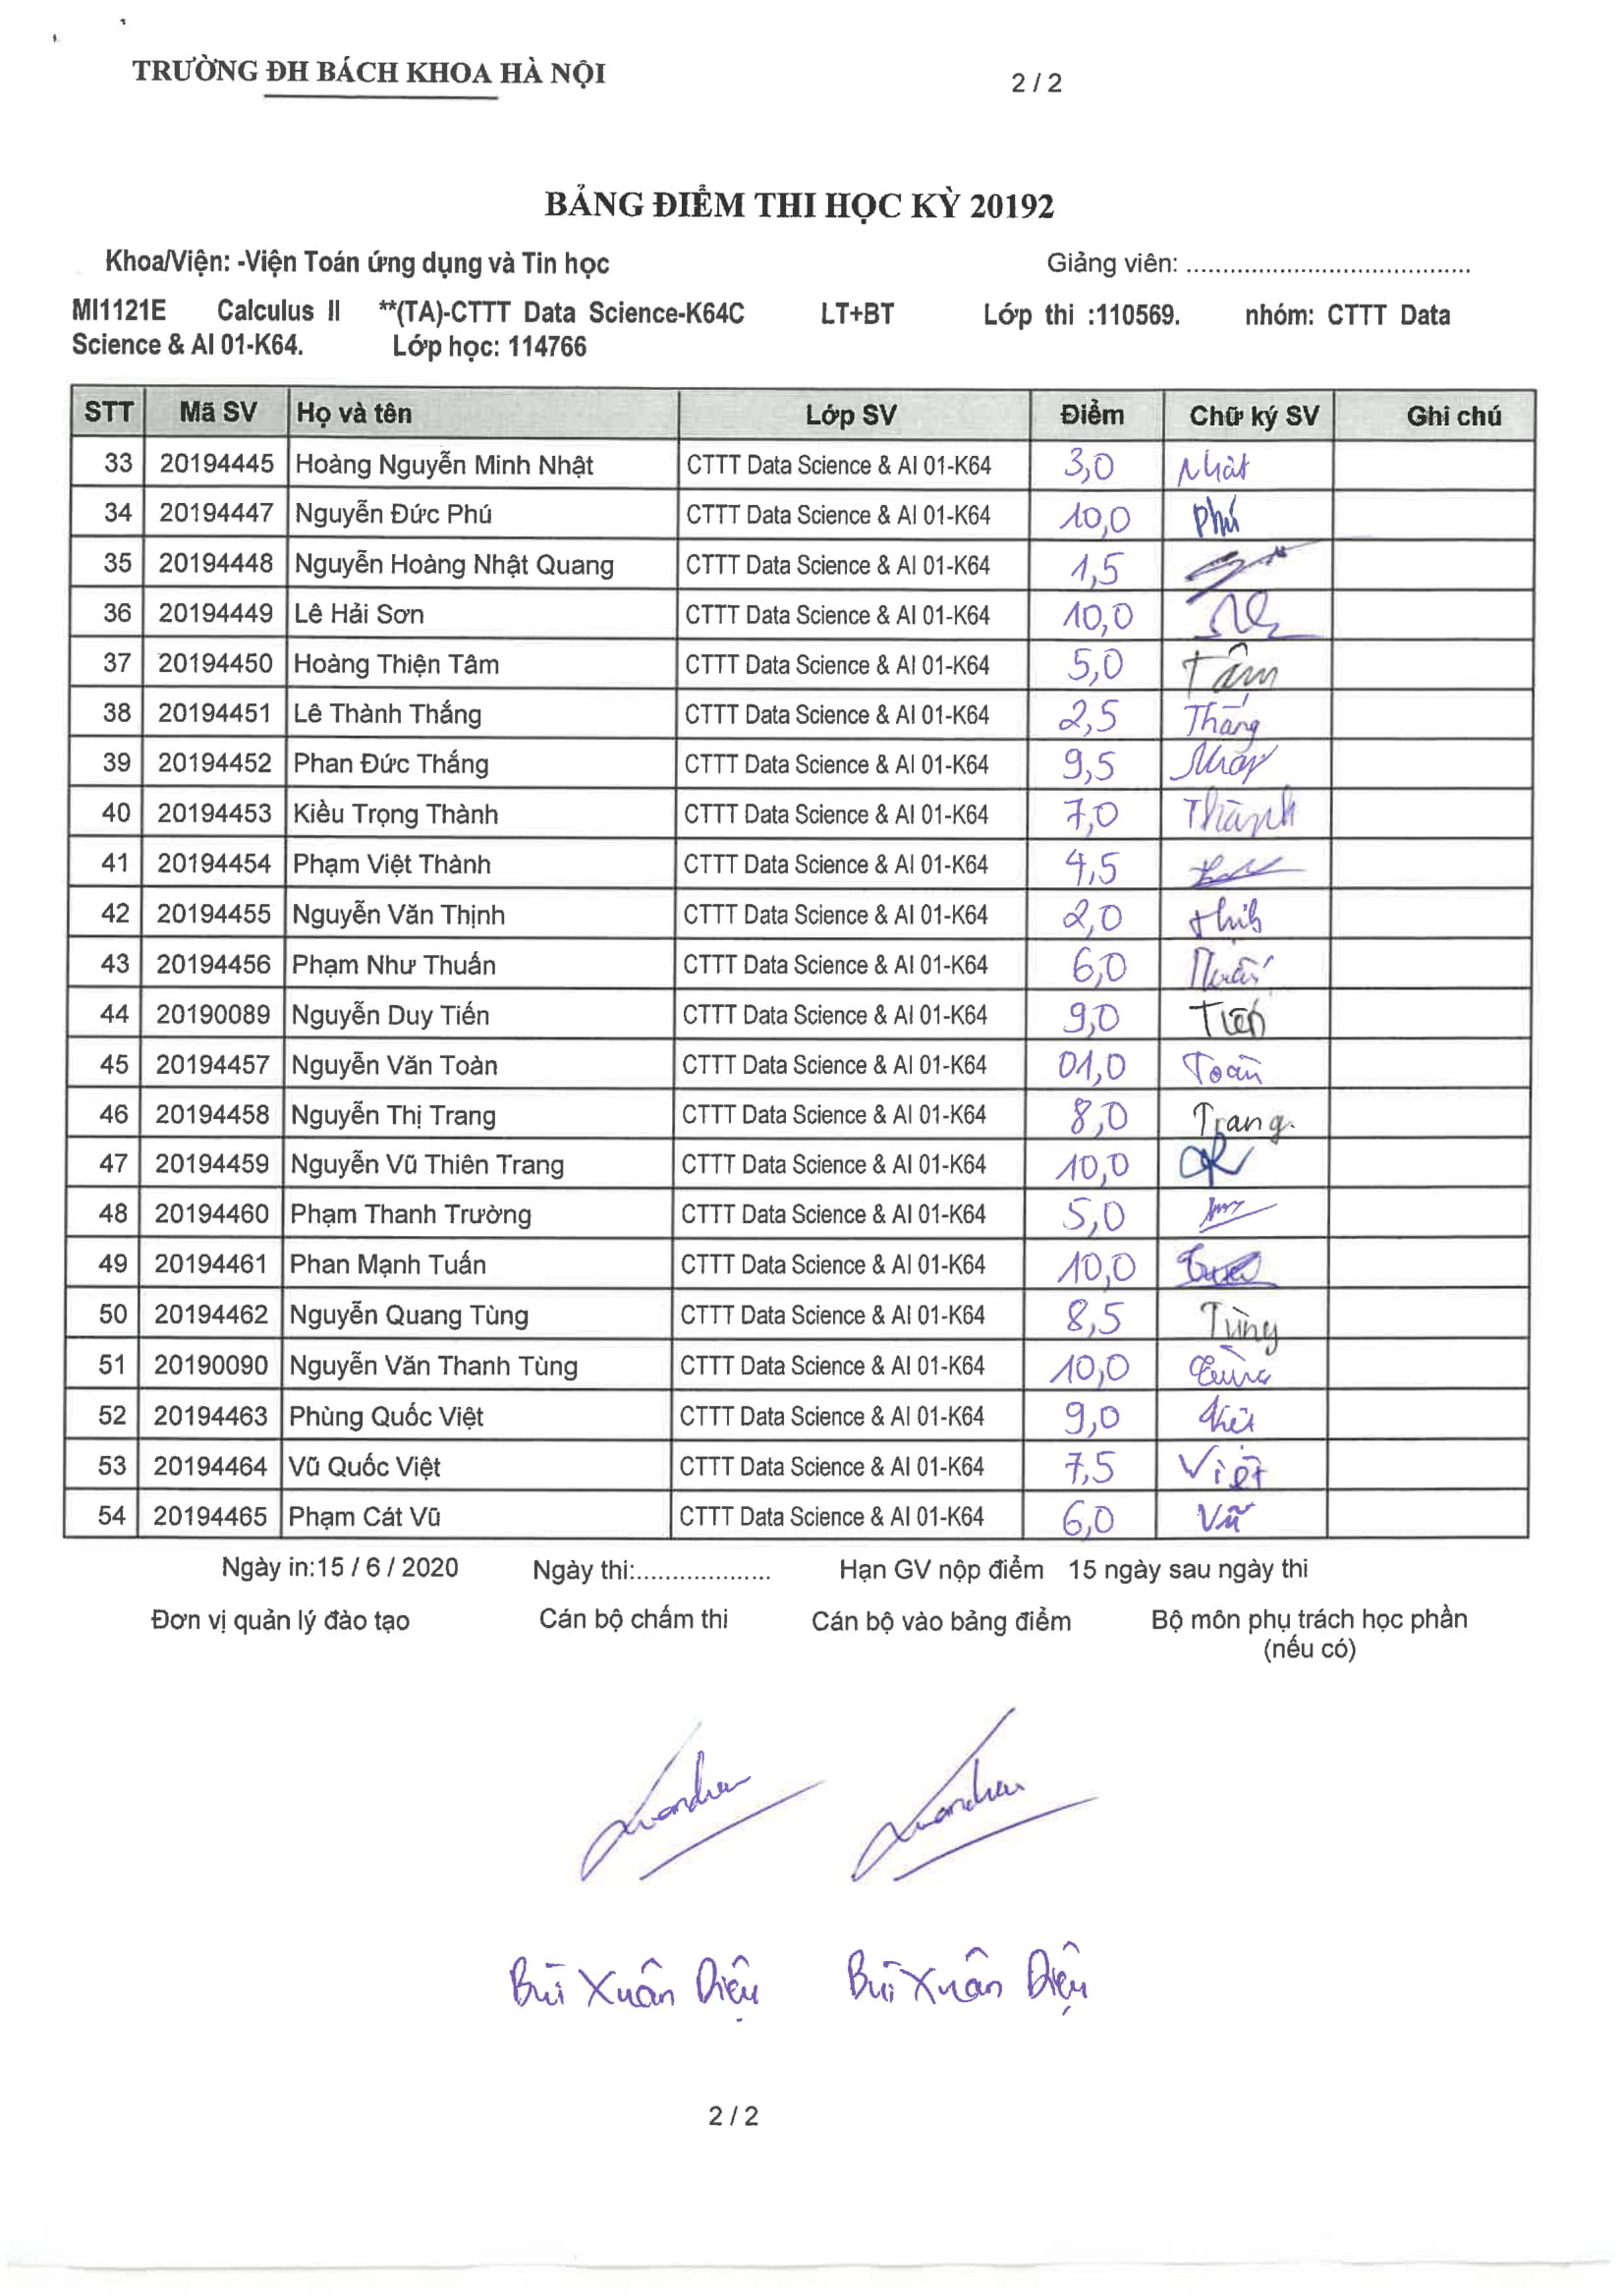 TRƯỜNG ĐH BÁCH KHOA HÀ NỘI 2 / 2
BẢNG ĐIỂM THI HỌC KỲ 20192
Khoa/Viện: -Viện Toán ứng dụng và Tin học Giảng viên: .......................................
MI1121E Calculus II **(TA)-CTTT Data Science-K64C LT+BT Lớp thi :110569. nhóm: CTTT Data
Science & AI 01-K64. Lớp học: 114766
STT Mã SV Họ và tên Lớp SV Điểm Chữ ký SV Ghi chú
33 20194445 Hoàng Nguyễn Minh Nhật CTTT Data Science & AI 01-K64 3,0 Nhật
34 20194447 Nguyễn Đức Phú CTTT Data Science & AI 01-K64 10,0 Phú
35 20194448 Nguyễn Hoàng Nhật Quang CTTT Data Science & AI 01-K64 1,5
36 20194449 Lê Hải Sơn CTTT Data Science & AI 01-K64 10,0
37 20194450 Hoàng Thiện Tâm CTTT Data Science & AI 01-K64 5,0 Tâm
38 20194451 Lê Thành Thắng CTTT Data Science & AI 01-K64 2,5 Thắng
39 20194452 Phan Đức Thắng CTTT Data Science & AI 01-K64 9,5
40 20194453 Kiều Trọng Thành CTTT Data Science & AI 01-K64 7,0 Thành
41 20194454 Phạm Việt Thành CTTT Data Science & AI 01-K64 4,5
42 20194455 Nguyễn Văn Thịnh CTTT Data Science & AI 01-K64 2,0
43 20194456 Phạm Như Thuấn CTTT Data Science & AI 01-K64 6,0
44 20190089 Nguyễn Duy Tiến CTTT Data Science & AI 01-K64 9,0 Tiến
45 20194457 Nguyễn Văn Toàn CTTT Data Science & AI 01-K64 01,0 Toàn
46 20194458 Nguyễn Thị Trang CTTT Data Science & AI 01-K64 8,0 Trang
47 20194459 Nguyễn Vũ Thiên Trang CTTT Data Science & AI 01-K64 10,0
48 20194460 Phạm Thanh Trường CTTT Data Science & AI 01-K64 5,0
49 20194461 Phan Mạnh Tuấn CTTT Data Science & AI 01-K64 10,0
50 20194462 Nguyễn Quang Tùng CTTT Data Science & AI 01-K64 8,5 Tùng
51 20190090 Nguyễn Văn Thanh Tùng CTTT Data Science & AI 01-K64 10,0 Tùng
52 20194463 Phùng Quốc Việt CTTT Data Science & AI 01-K64 9,0
53 20194464 Vũ Quốc Việt CTTT Data Science & AI 01-K64 7,5 Việt
54 20194465 Phạm Cát Vũ CTTT Data Science & AI 01-K64 6,0 Vũ
Ngày in:15 / 6 / 2020 Ngày thi:................... Hạn GV nộp điểm 15 ngày sau ngày thi
Đơn vị quản lý đào tạo Cán bộ chấm thi Cán bộ vào bảng điểm Bộ môn phụ trách học phần
(nếu có)
Bùi Xuân Diệu Bùi Xuân Diệu
2 / 2